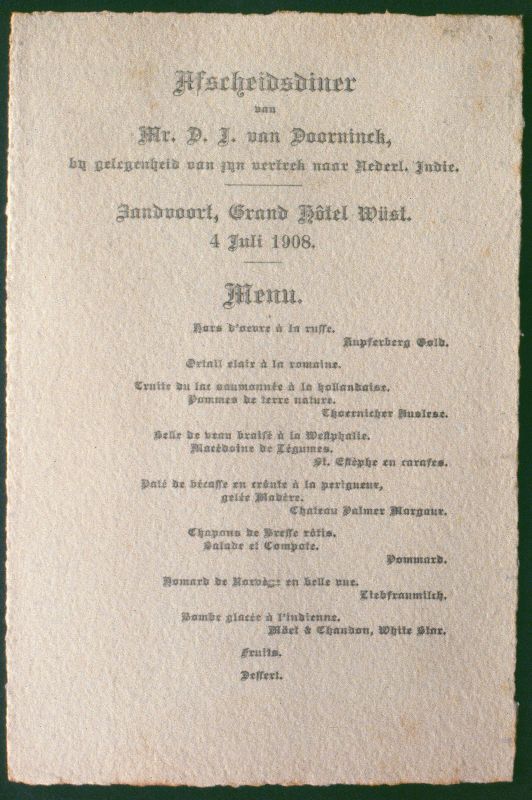 Afscheidsdiner
van
Mr. D. J. van Doorninck,
bij gelegenheid van zijn vertrek naar Nederl. Indie.
Zandvoort, Grand Hôtel Wüst.
4 Juli 1908.
Menu.
Hors d'oevre à la russe.
Kupferberg Gold.
Ortail clair à la romaine.
Truite du lac saumonnée à la hollandaise.
Pommes de terre nature.
Thoernicher Auslese.
Selle de veau braisé à la Westphalie.
Macédoine de Légumes.
St. Estèphe en carafes.
Paté de bécasse en croûte à la perigueux,
gelée Madère.
Chateau Palmer Margaux.
Chapons de Bresse rôtis.
Salade et Compote.
Pommard.
Homard de Norvège en belle vue.
Liebfraumilch.
Bombe glacée à l'indienne.
Möet & Chandon, White Star.
Fruits.
Dessert.